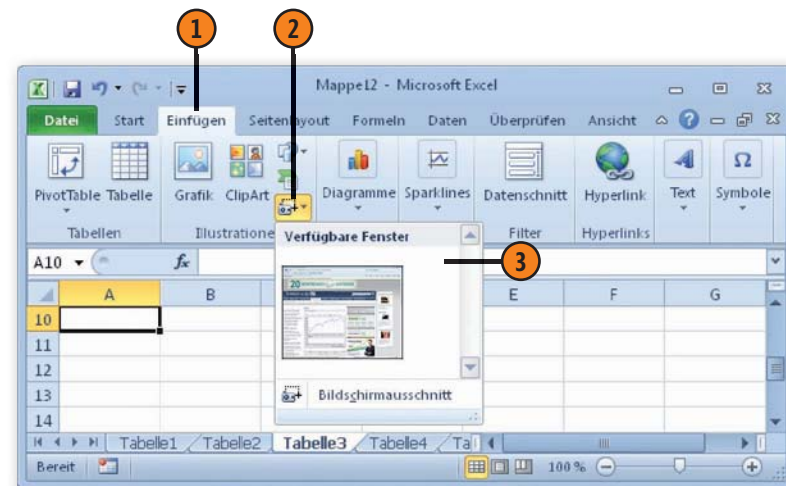 1 2
Mappe12 - Microsoft Excel
Datei Start Einfügen Seitenlayout Formeln Daten Überprüfen Ansicht
PivotTable Tabelle Grafik ClipArt Diagramme Sparklines Datenschnitt Hyperlink Text Symbole
Tabellen Illustratione Filter Hyperlinks
Verfügbare Fenster
3
A10 fx
A B E F G
20
10
11
12
13
Bildschirmausschnitt
14
Tabelle1 Tabelle2 Tabelle3 Tabelle4 Ta
Bereit 100 %